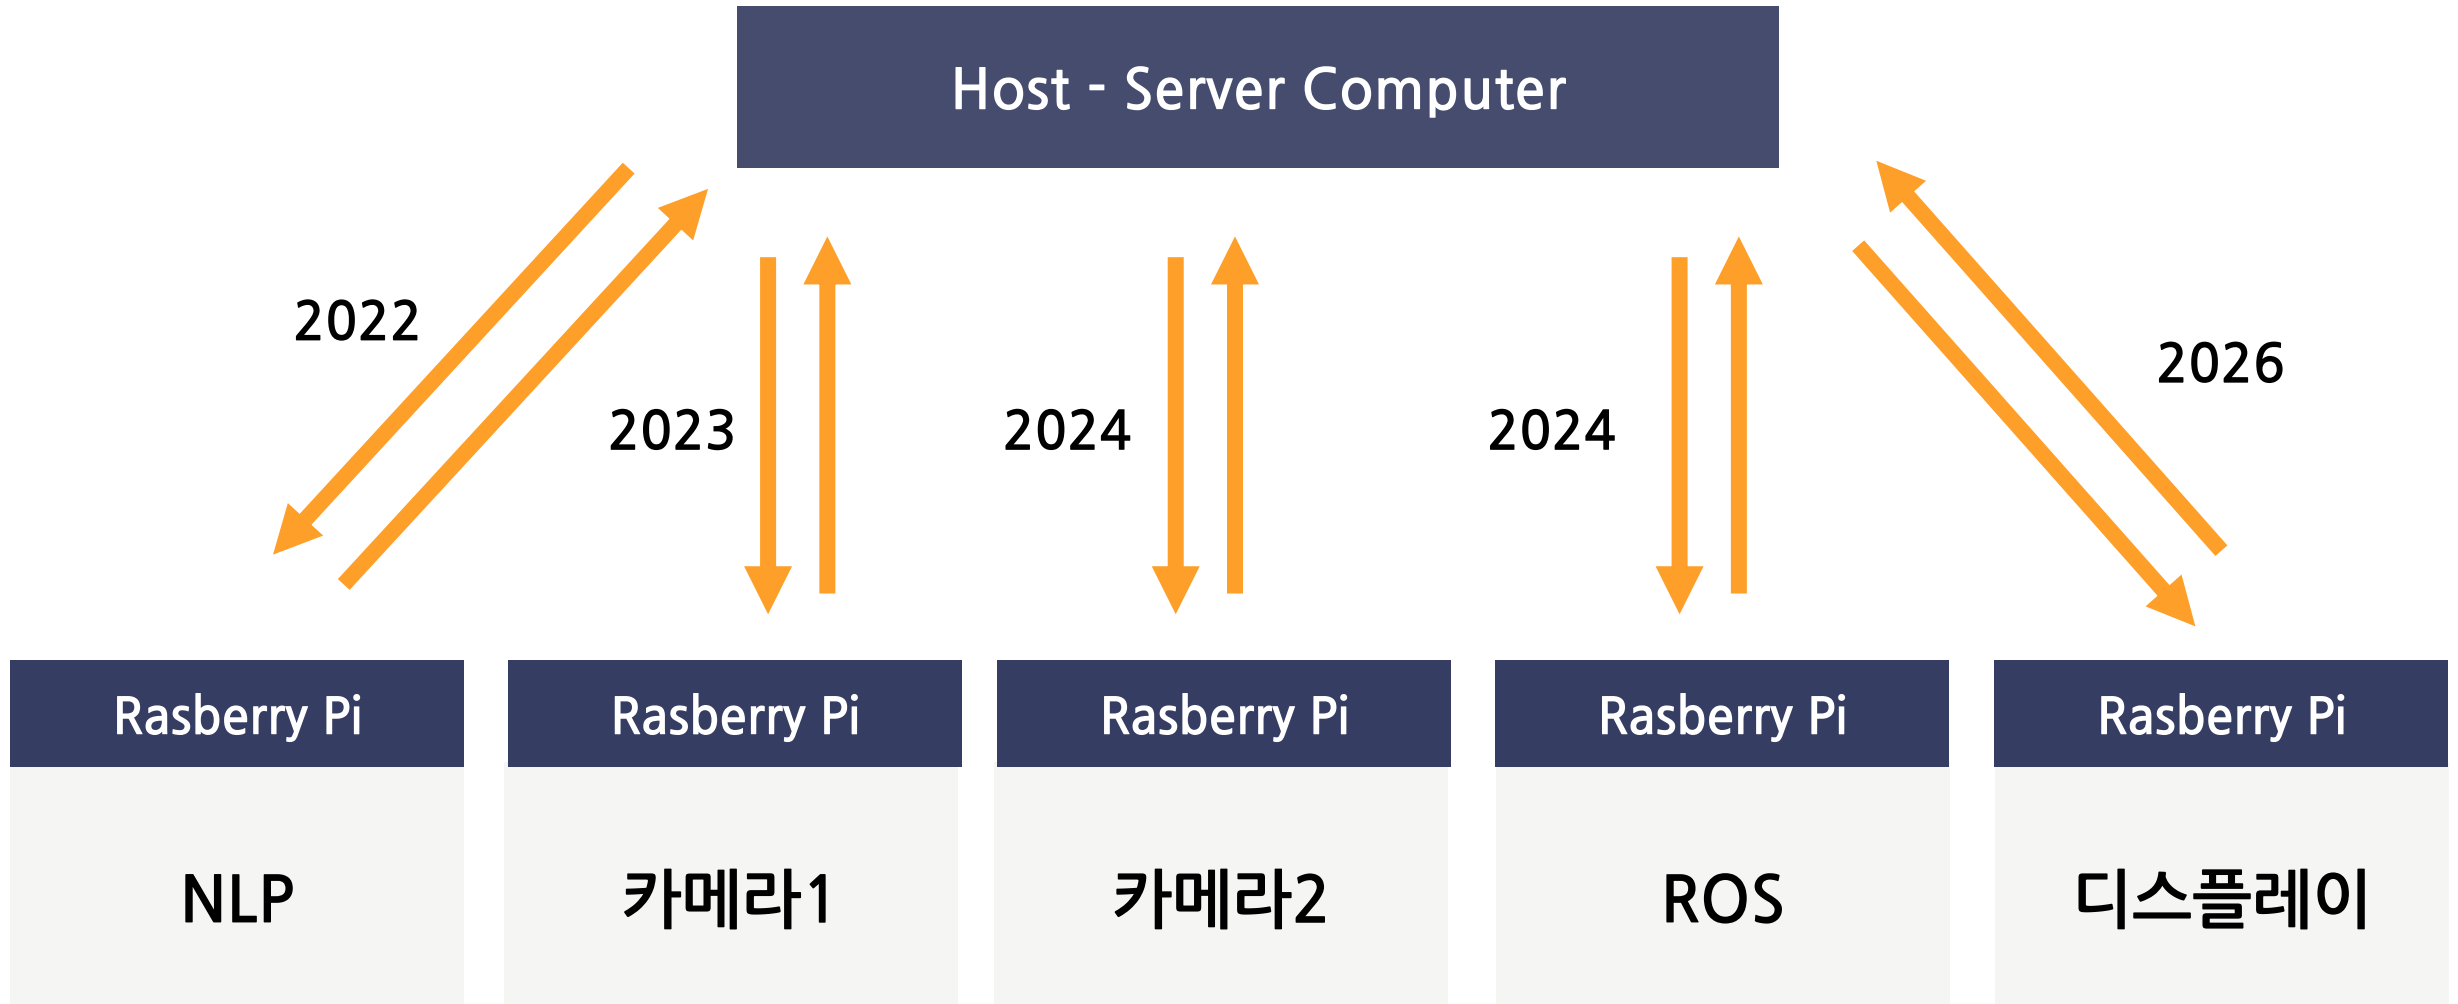 Host - Server Computer
2022
2023
2024
2024
2026
Rasberry Pi
Rasberry Pi
Rasberry Pi
Rasberry Pi
Rasberry Pi
NLP
카메라1
카메라2
ROS
디스플레이